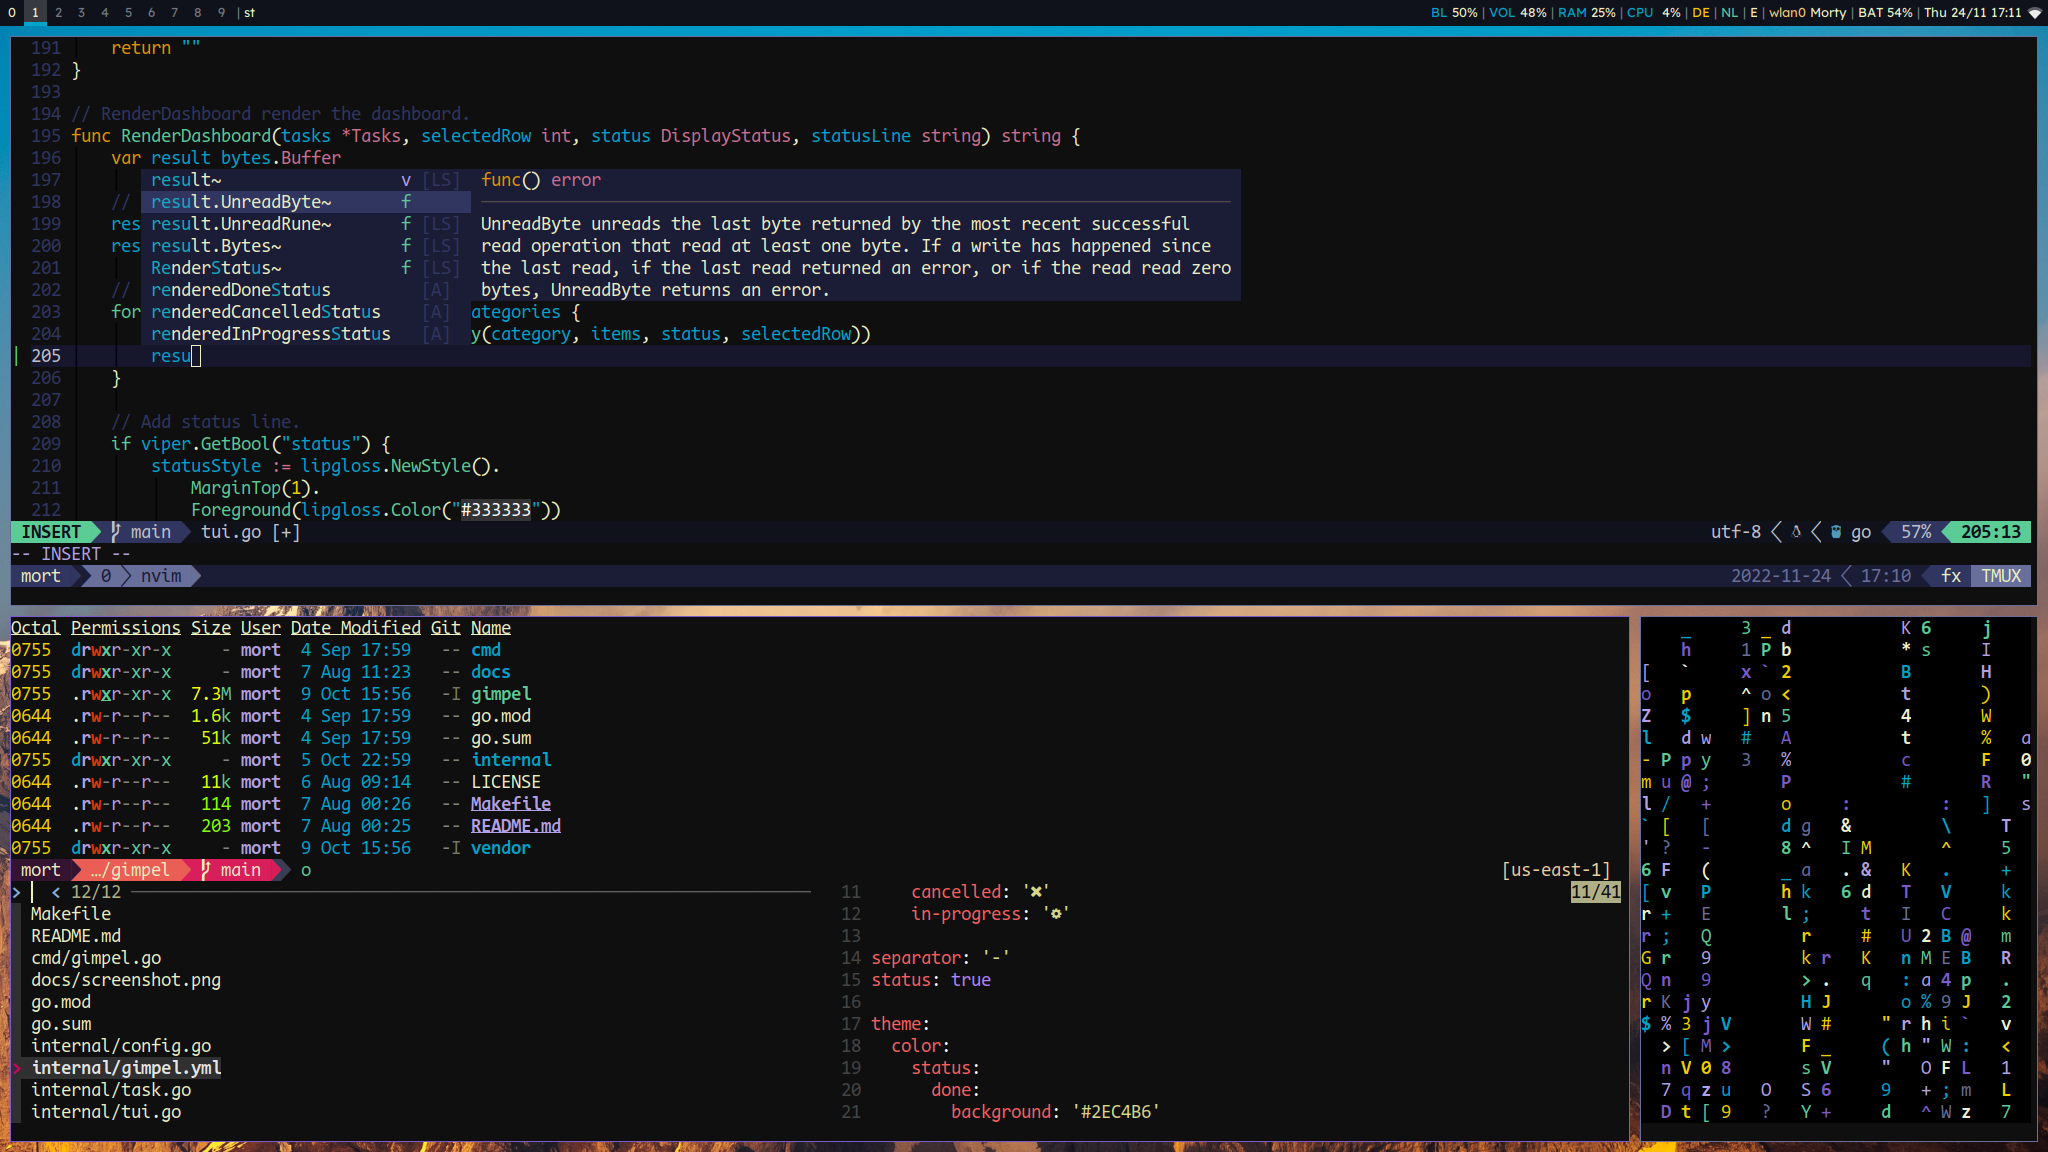 0 1 2 3 4 5 6 7 8 9 | st
BL 50% | VOL 48% | RAM 25% | CPU 4% | DE | NL | E | wlan0 Morty | BAT 54% | Thu 24/11 17:11
191 return ""
192 }
193
194 // RenderDashboard render the dashboard.
195 func RenderDashboard(tasks *Tasks, selectedRow int, status DisplayStatus, statusLine string) string {
196 var result bytes.Buffer
197 result~ v [LS] func() error
198 // result.UnreadByte~ f
199 res result.UnreadRune~ f [LS] UnreadByte unreads the last byte returned by the most recent successful
200 res result.Bytes~ f [LS] read operation that read at least one byte. If a write has happened since
201 RenderStatus~ f [LS] the last read, if the last read returned an error, or if the read read zero
202 // renderedDoneStatus [A] bytes, UnreadByte returns an error.
203 for renderedCancelledStatus [A] ategories {
204 renderedInProgressStatus [A] y(category, items, status, selectedRow))
205 resu
206 }
207
208 // Add status line.
209 if viper.GetBool("status") {
210 statusStyle := lipgloss.NewStyle().
211 MarginTop(1).
212 Foreground(lipgloss.Color("#333333"))
INSERT main tui.go [+] utf-8 go 57% 205:13
-- INSERT --
mort 0 nvim 2022-11-24 17:10 fx TMUX
Octal Permissions Size User Date Modified Git Name
0755 drwxr-xr-x - mort 4 Sep 17:59 -- cmd
0755 drwxr-xr-x - mort 7 Aug 11:23 -- docs
0755 .rwxr-xr-x 7.3M mort 9 Oct 15:56 -I gimpel
0644 .rw-r--r-- 1.6k mort 4 Sep 17:59 -- go.mod
0644 .rw-r--r-- 51k mort 4 Sep 17:59 -- go.sum
0755 drwxr-xr-x - mort 5 Oct 22:59 -- internal
0644 .rw-r--r-- 11k mort 6 Aug 09:14 -- LICENSE
0644 .rw-r--r-- 114 mort 7 Aug 00:26 -- Makefile
0644 .rw-r--r-- 203 mort 7 Aug 00:25 -- README.md
0755 drwxr-xr-x - mort 9 Oct 15:56 -I vendor
mort …/gimpel main o [us-east-1]
> < 12/12
Makefile
README.md
cmd/gimpel.go
docs/screenshot.png
go.mod
go.sum
internal/config.go
> internal/gimpel.yml
internal/task.go
internal/tui.go
11/41
11 cancelled: '✖'
12 in-progress: '⚙'
13
14 separator: '-'
15 status: true
16
17 theme:
18 color:
19 status:
20 done:
21 background: '#2EC4B6'